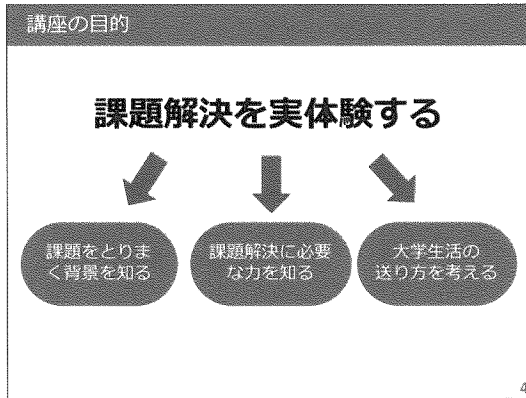 講座の目的
課題解決を実体験する
課題をとりま
く背景を知る
課題解決に必要
な力を知る
大学生活の
送り方を考える
4